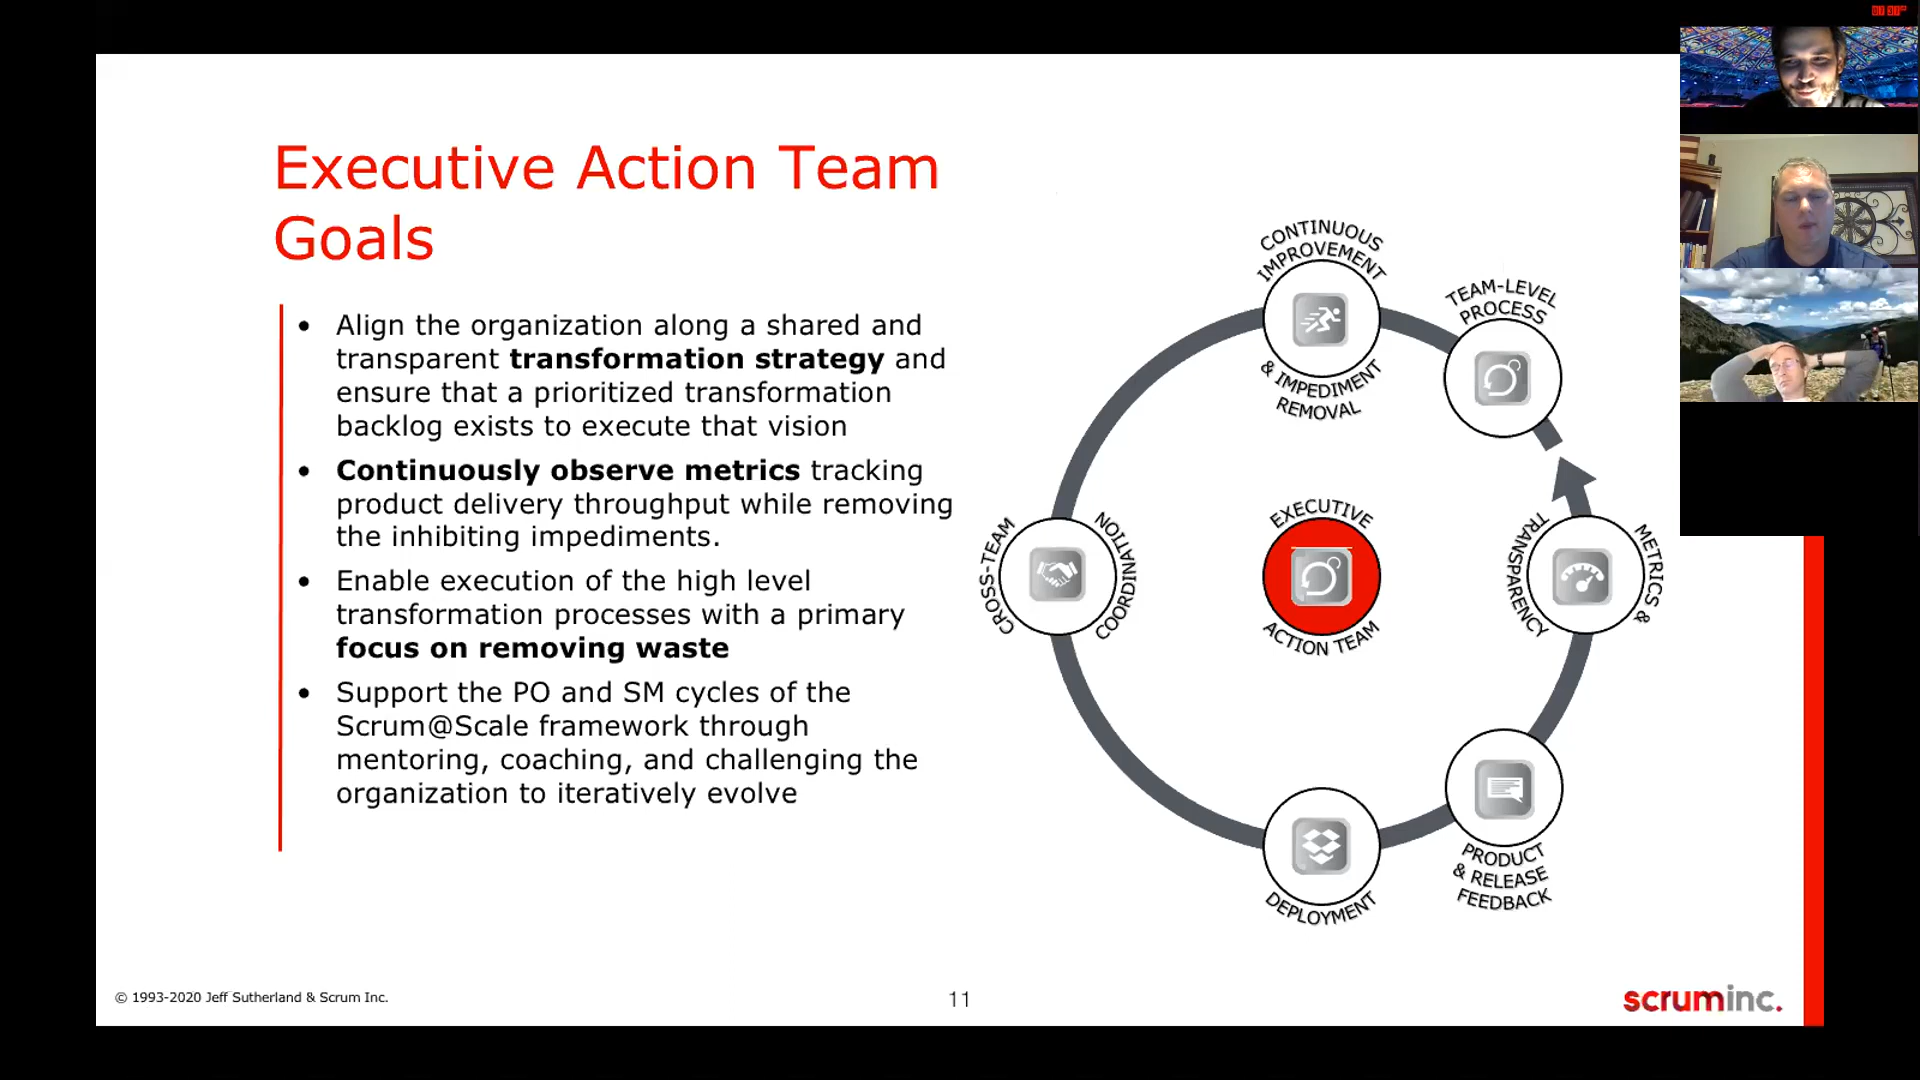 Executive Action Team
Goals
• Align the organization along a shared and
transparent transformation strategy and
ensure that a prioritized transformation
backlog exists to execute that vision
• Continuously observe metrics tracking
product delivery throughput while removing
the inhibiting impediments.
• Enable execution of the high level
transformation processes with a primary
focus on removing waste
• Support the PO and SM cycles of the
Scrum@Scale framework through
mentoring, coaching, and challenging the
organization to iteratively evolve
CONTINUOUS
IMPROVEMENT
& IMPEDIMENT
REMOVAL
TEAM-LEVEL
PROCESS
CROSS-TEAM
COORDINATION
EXECUTIVE
ACTION TEAM
METRICS &
TRANSPARENCY
DEPLOYMENT
PRODUCT
& RELEASE
FEEDBACK
© 1993-2020 Jeff Sutherland & Scrum Inc.
11
scruminc.